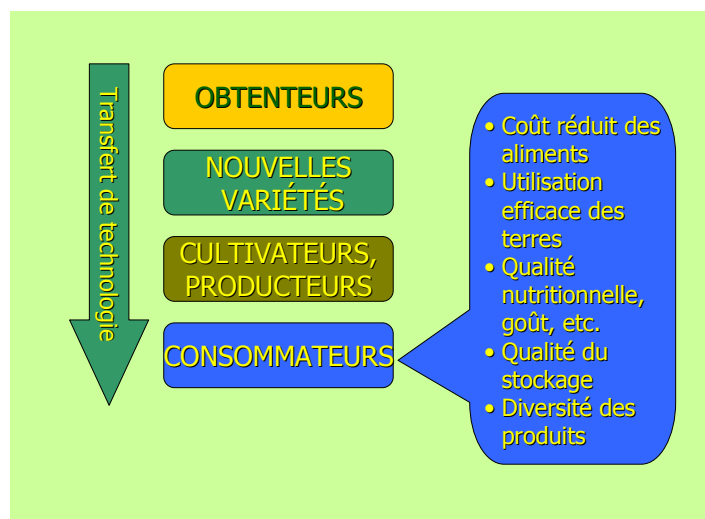 Transfert de technologie
OBTENTEURS
NOUVELLES
VARIÉTÉS
CULTIVATEURS,
PRODUCTEURS
CONSOMMATEURS
• Coût réduit des
aliments
• Utilisation
efficace des
terres
• Qualité
nutritionnelle,
goût, etc.
• Qualité du
stockage
• Diversité des
produits